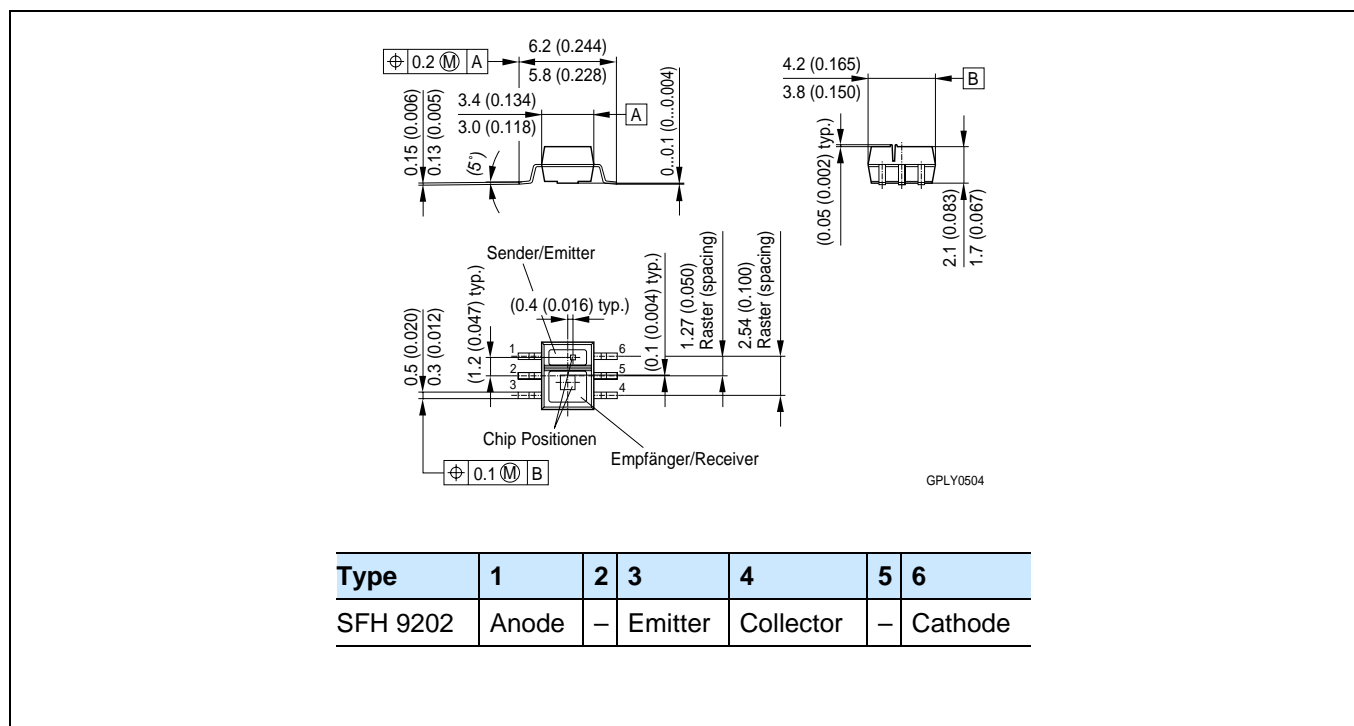 ⌖ 0.2 Ⓜ A
6.2 (0.244)
5.8 (0.228)
3.4 (0.134)
3.0 (0.118)
A
0.15 (0.006)
0.13 (0.005)
(5˚)
0...0.1 (0...0.004)
4.2 (0.165)
3.8 (0.150)
B
(0.05 (0.002) typ.)
2.1 (0.083)
1.7 (0.067)
Sender/Emitter
(0.4 (0.016) typ.)
(0.1 (0.004) typ.)
1.27 (0.050)
Raster (spacing)
2.54 (0.100)
Raster (spacing)
0.5 (0.020)
0.3 (0.012)
(1.2 (0.047) typ.)
1 6
2 5
3 4
Chip Positionen
Empfänger/Receiver
⌖ 0.1 Ⓜ B
GPLY0504
Type 1 2 3 4 5 6
SFH 9202 Anode – Emitter Collector – Cathode